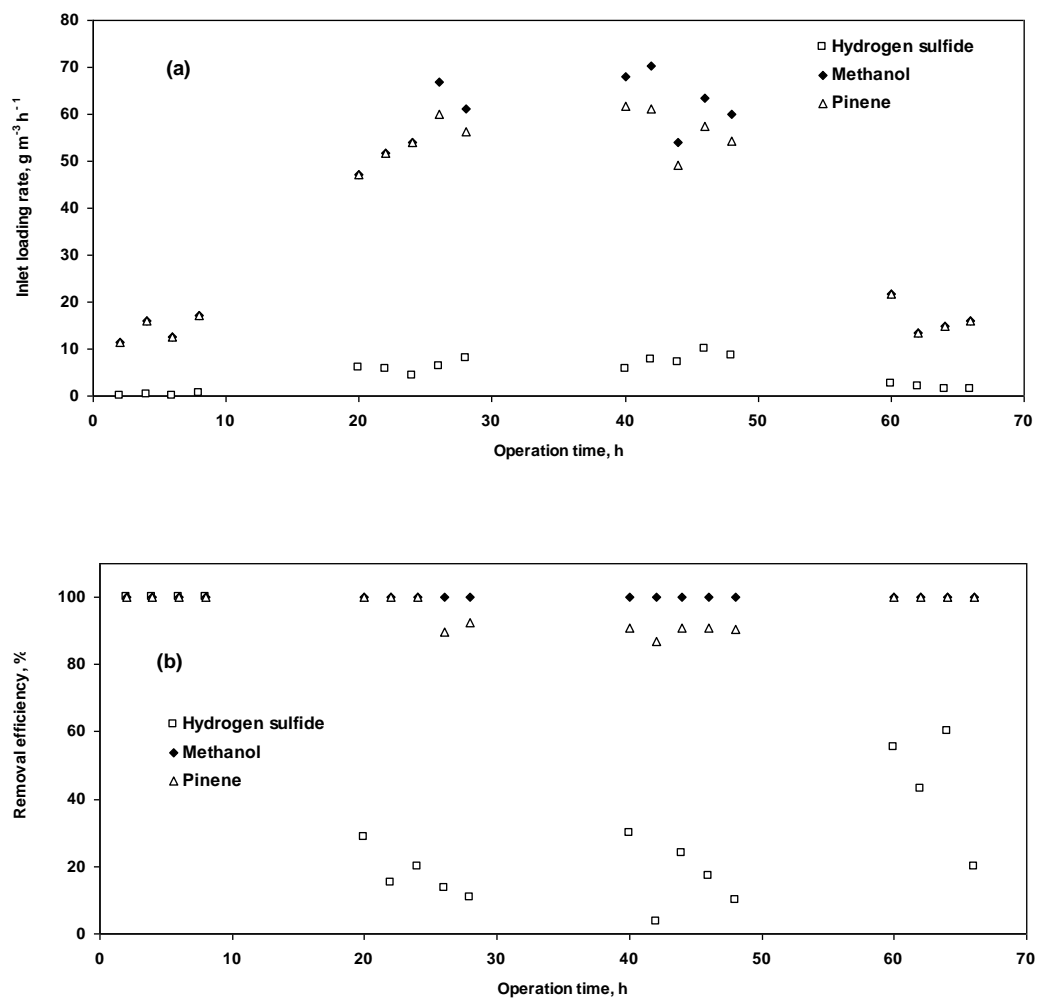 80
70
60
50
40
30
20
10
0
Inlet loading rate, g m⁻³ h⁻¹
(a)
Hydrogen sulfide
Methanol
Pinene
0 10 20 30 40 50 60 70
Operation time, h
100
80
60
40
20
0
Removal efficiency, %
(b)
Hydrogen sulfide
Methanol
Pinene
0 10 20 30 40 50 60 70
Operation time, h